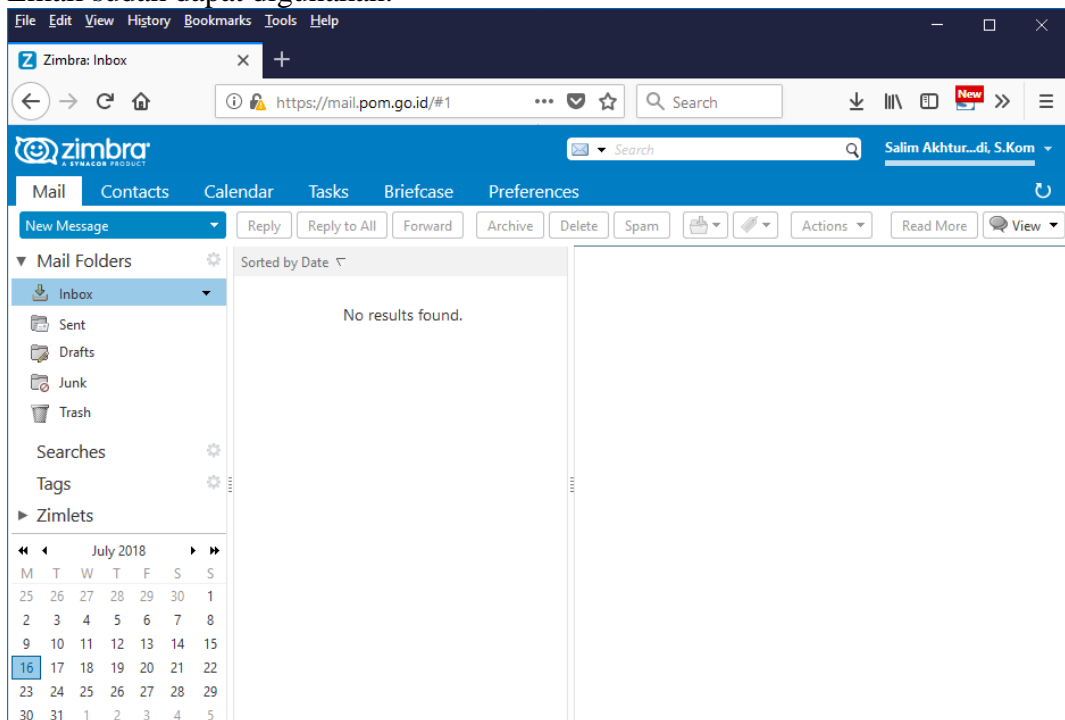 Email sudah dapat digunakan.
File Edit View History Bookmarks Tools Help
Zimbra: Inbox
https://mail.pom.go.id/#1 Search New
zimbra
A SYNACOR PRODUCT
Search
Salim Akhtur...di, S.Kom
Mail Contacts Calendar Tasks Briefcase Preferences
New Message Reply Reply to All Forward Archive Delete Spam Actions Read More View
Mail Folders
Sorted by Date
Inbox
No results found.
Sent
Drafts
Junk
Trash
Searches
Tags
Zimlets
July 2018
M T W T F S S
25 26 27 28 29 30 1
2 3 4 5 6 7 8
9 10 11 12 13 14 15
16 17 18 19 20 21 22
23 24 25 26 27 28 29
30 31 1 2 3 4 5